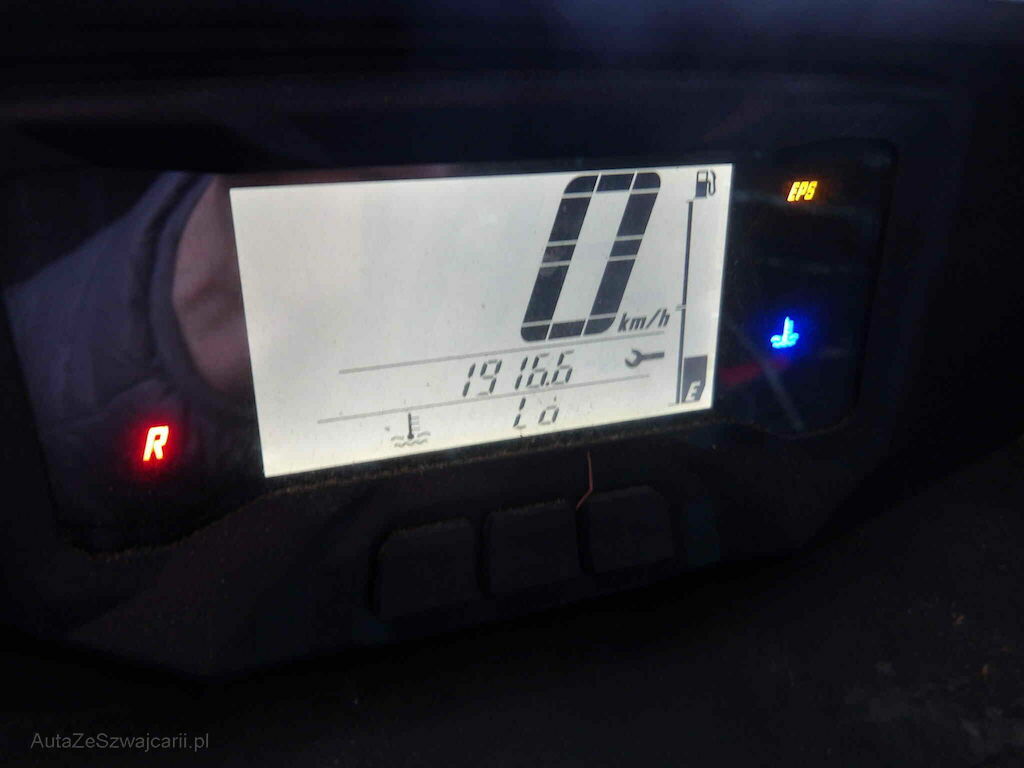 0
km/h
EPS
1916.6
E
Lo
R
AutaZeSzwajcarii.pl